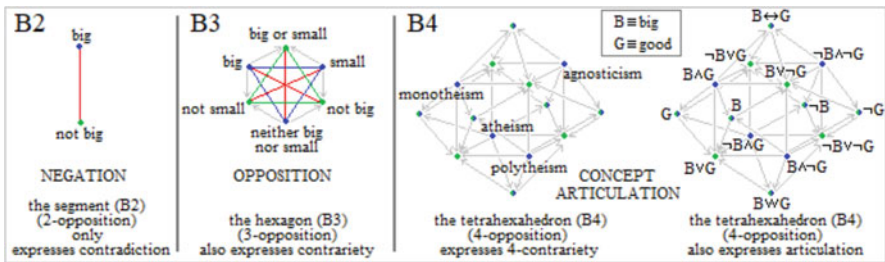 B2
big
not big
NEGATION
the segment (B2)
(2-opposition)
only
expresses contradiction
B3
big or small
big
small
not small
not big
neither big
nor small
OPPOSITION
the hexagon (B3)
(3-opposition)
also expresses contrariety
B4
agnosticism
monotheism
atheism
polytheism
the tetrahexahedron (B4)
(4-opposition)
expresses 4-contrariety
CONCEPT
ARTICULATION
B≡big
G≡good
B↔G
¬B∨G
¬B∧¬G
B∧G
B∨¬G
G
B
¬B
¬G
¬B∧G
¬B∨¬G
B∨G
B∧¬G
B⩛G
the tetrahexahedron (B4)
(4-opposition)
also expresses articulation